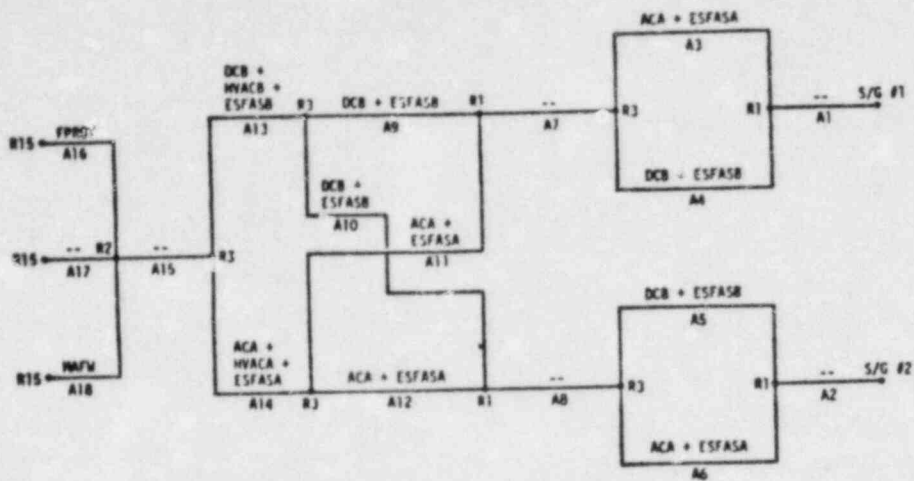 ACA + ESFASA
A3
DCB +
HVACB +
ESFASB
A13
R3
DCB + ESFASB
A9
R1
--
A7
R3
R1
--
A1
S/G #1
DCB + ESFASB
A4
R15
A16
DCB +
ESFASB
A10
ACA +
ESFASA
A11
R15
--
A17
R2
--
A15
R3
DCB + ESFASB
A5
R15
MAFW
A18
ACA +
HVACA +
ESFASA
A14
R3
ACA + ESFASA
A12
R1
--
A8
R3
R1
--
A2
S/G #2
ACA + ESFASA
A6